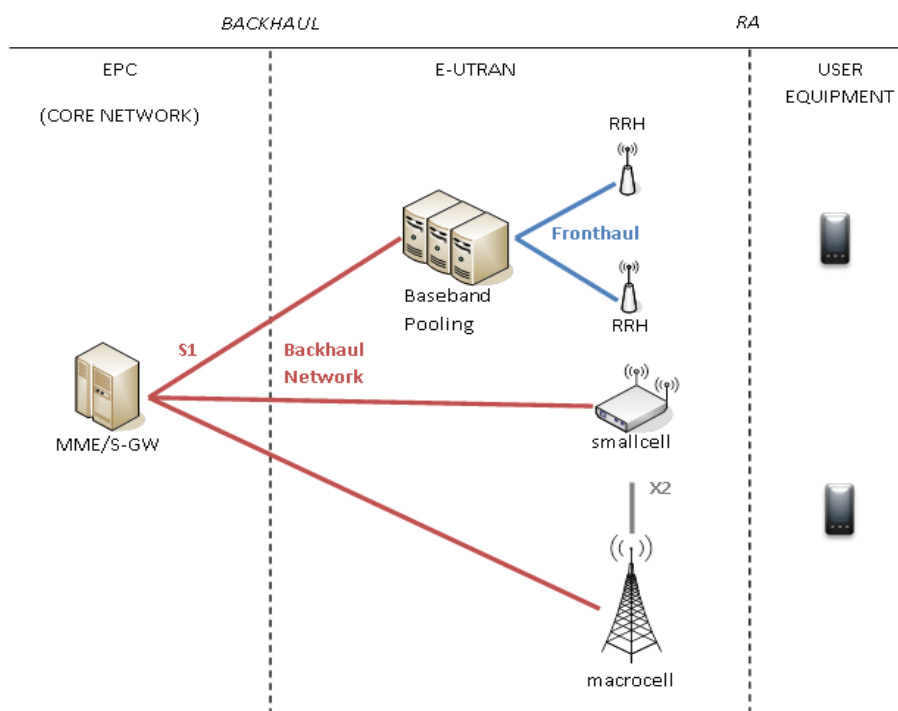 BACKHAUL
RA
EPC
(CORE NETWORK)
E-UTRAN
USER
EQUIPMENT
RRH
Fronthaul
Baseband
Pooling
RRH
S1
Backhaul
Network
MME/S-GW
smallcell
X2
macrocell